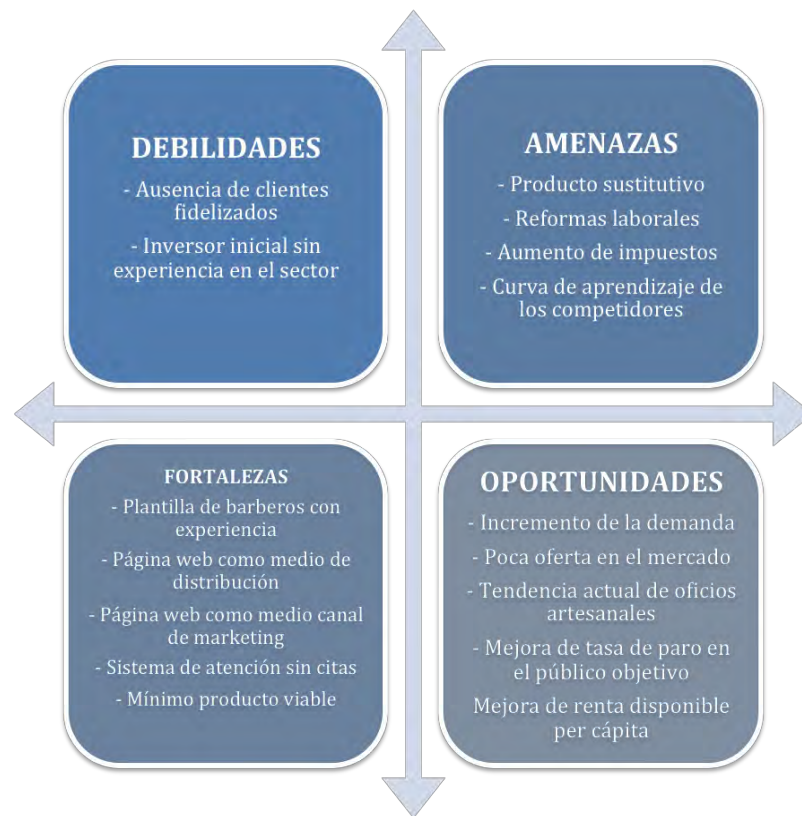 DEBILIDADES
- Ausencia de clientes
fidelizados
- Inversor inicial sin
experiencia en el sector
AMENAZAS
- Producto sustitutivo
- Reformas laborales
- Aumento de impuestos
- Curva de aprendizaje de
los competidores
FORTALEZAS
- Plantilla de barberos con
experiencia
- Página web como medio de
distribución
- Página web como medio canal
de marketing
- Sistema de atención sin citas
- Mínimo producto viable
OPORTUNIDADES
- Incremento de la demanda
- Poca oferta en el mercado
- Tendencia actual de oficios
artesanales
- Mejora de tasa de paro en
el público objetivo
Mejora de renta disponible
per cápita